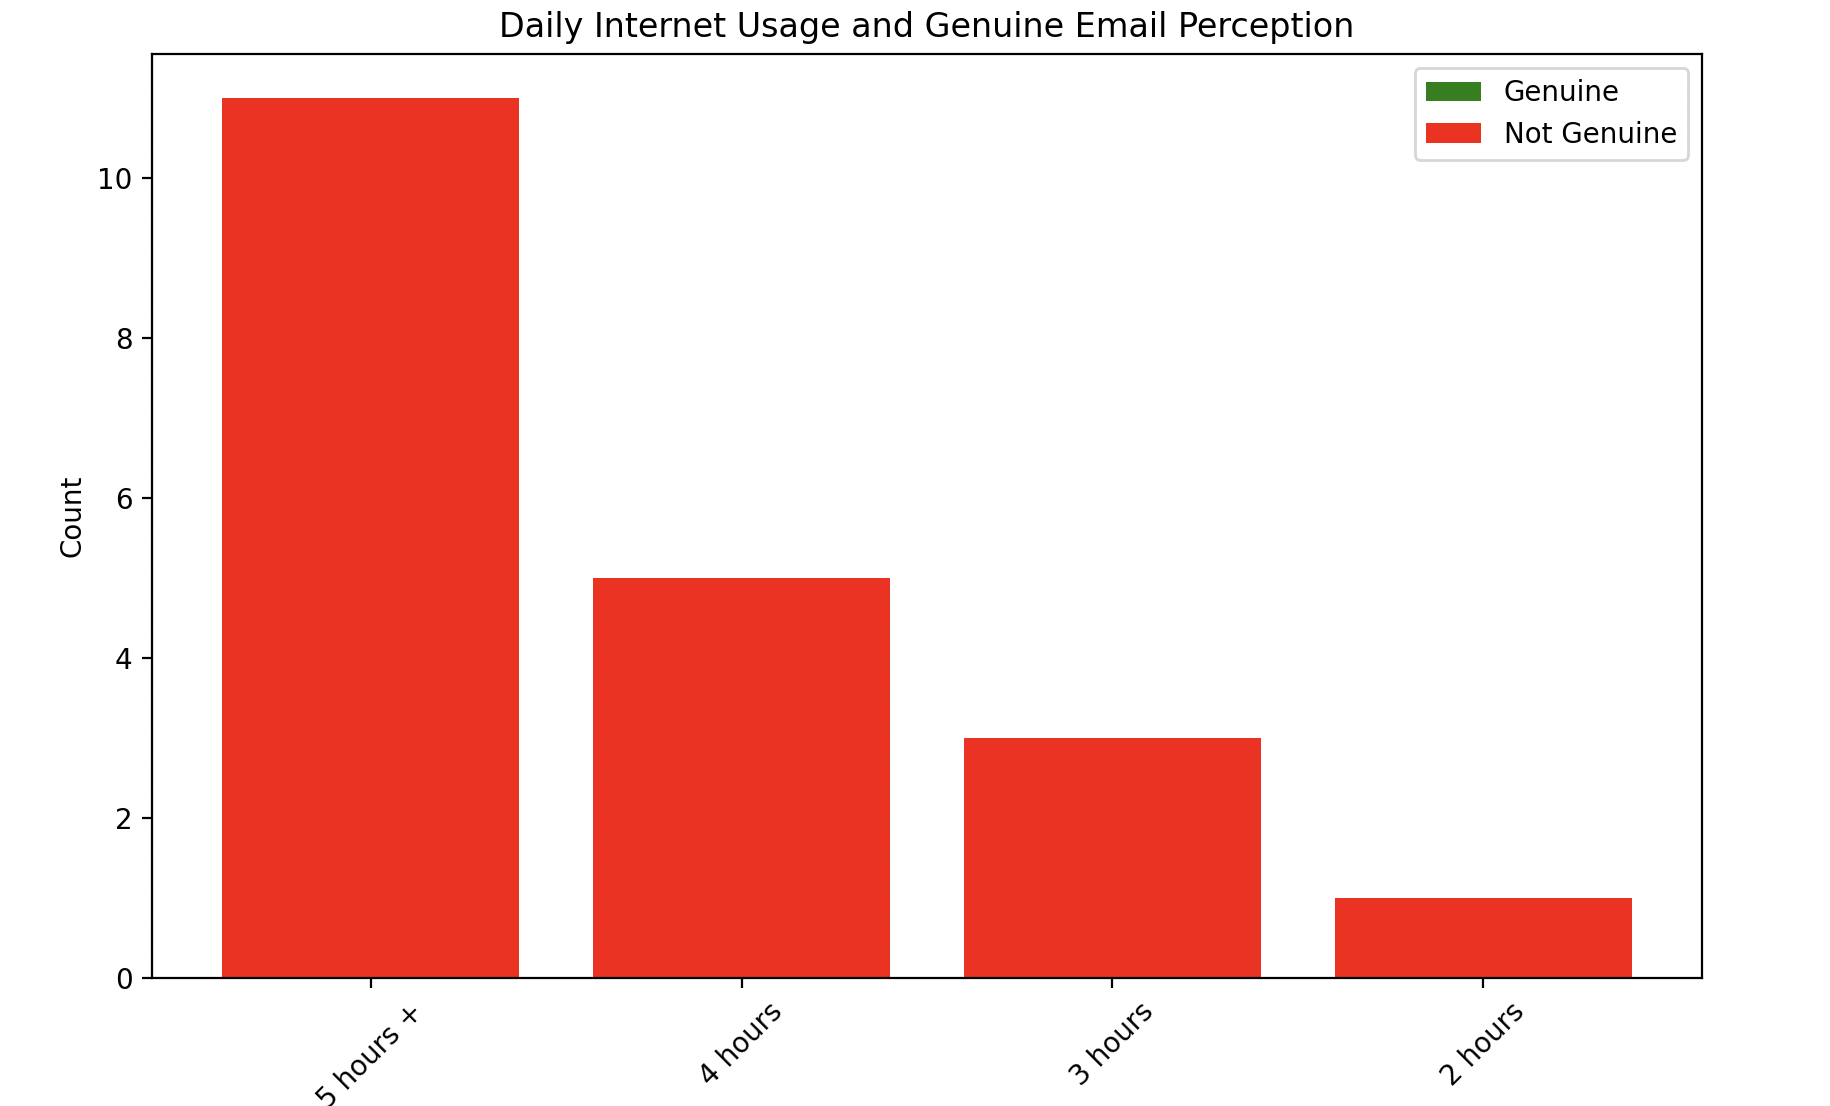 Daily Internet Usage and Genuine Email Perception
Genuine
Not Genuine
10
8
6
4
2
0
Count
5 hours +
4 hours
3 hours
2 hours